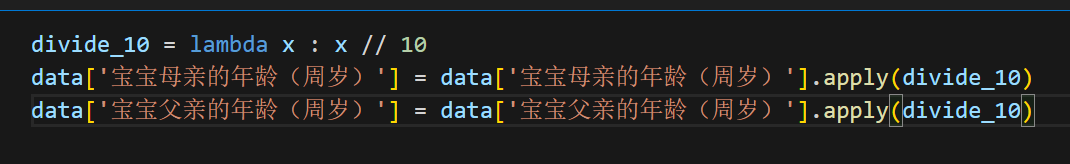 divide_10 = lambda x : x // 10
data['宝宝母亲的年龄（周岁）'] = data['宝宝母亲的年龄（周岁）'].apply(divide_10)
data['宝宝父亲的年龄（周岁）'] = data['宝宝父亲的年龄（周岁）'].apply(divide_10)